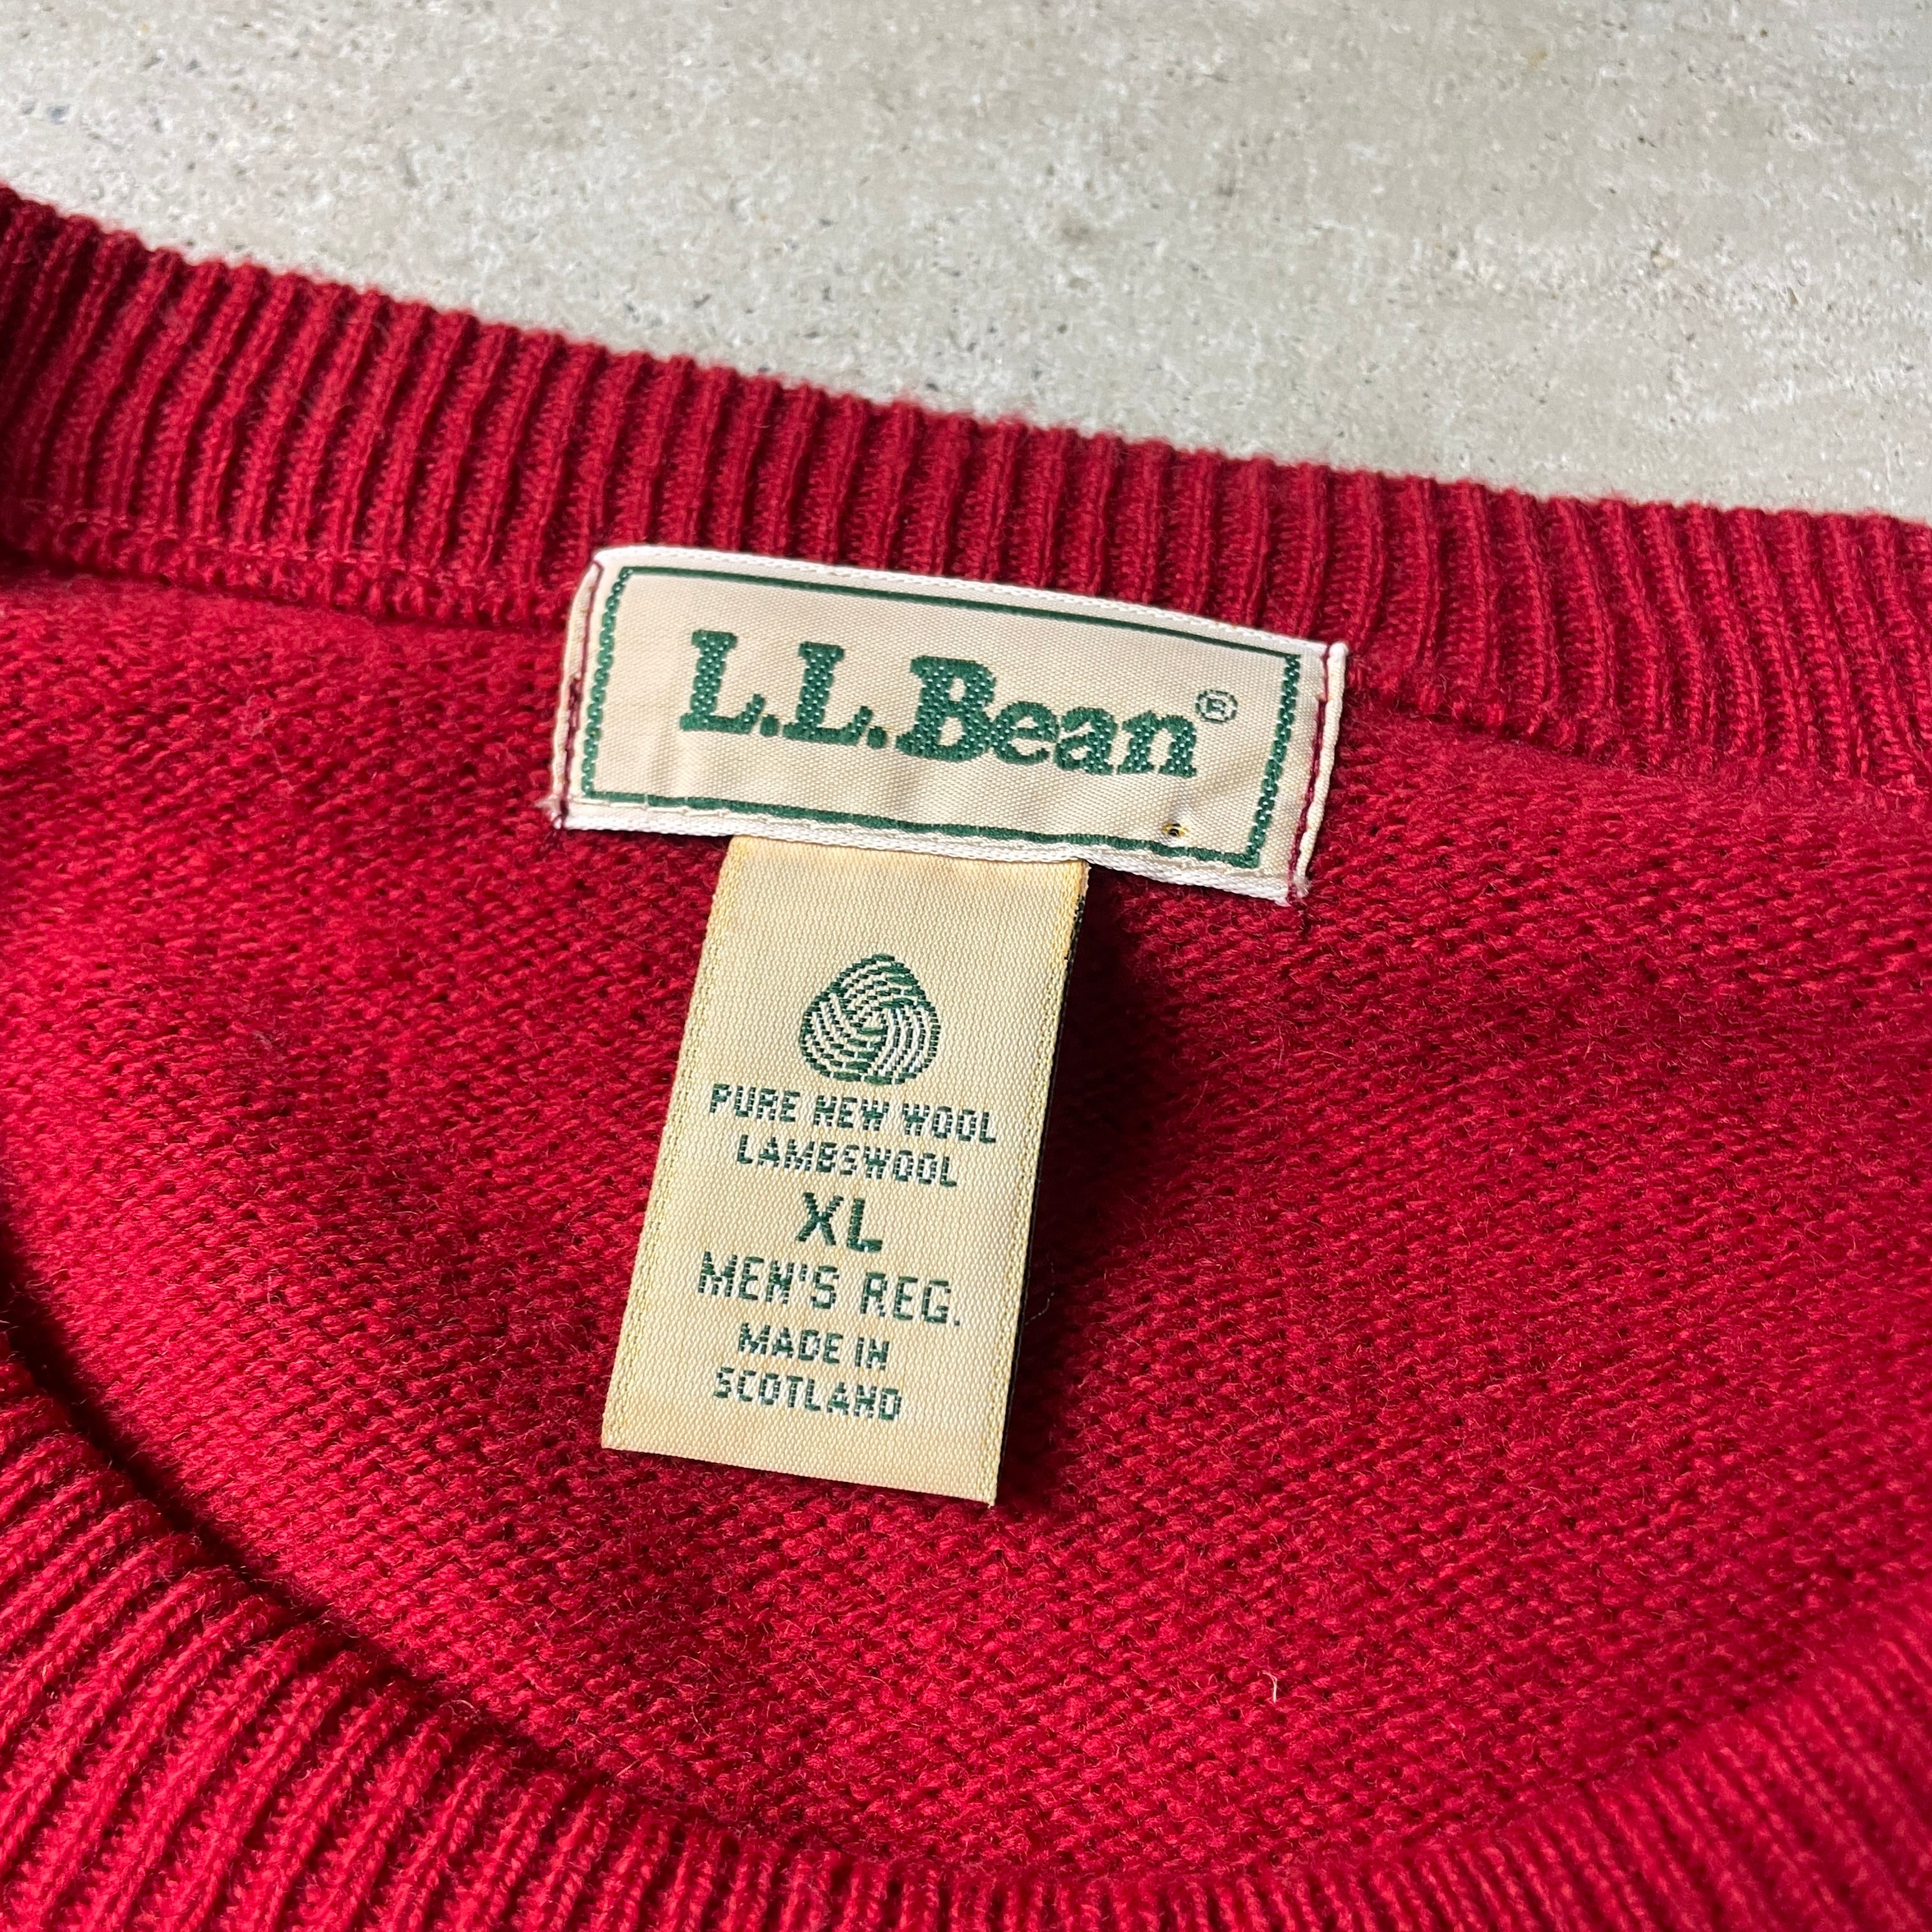 L.L.Bean®
PURE NEW WOOL
LAMBSWOOL
XL
MEN'S REG.
MADE IN
SCOTLAND